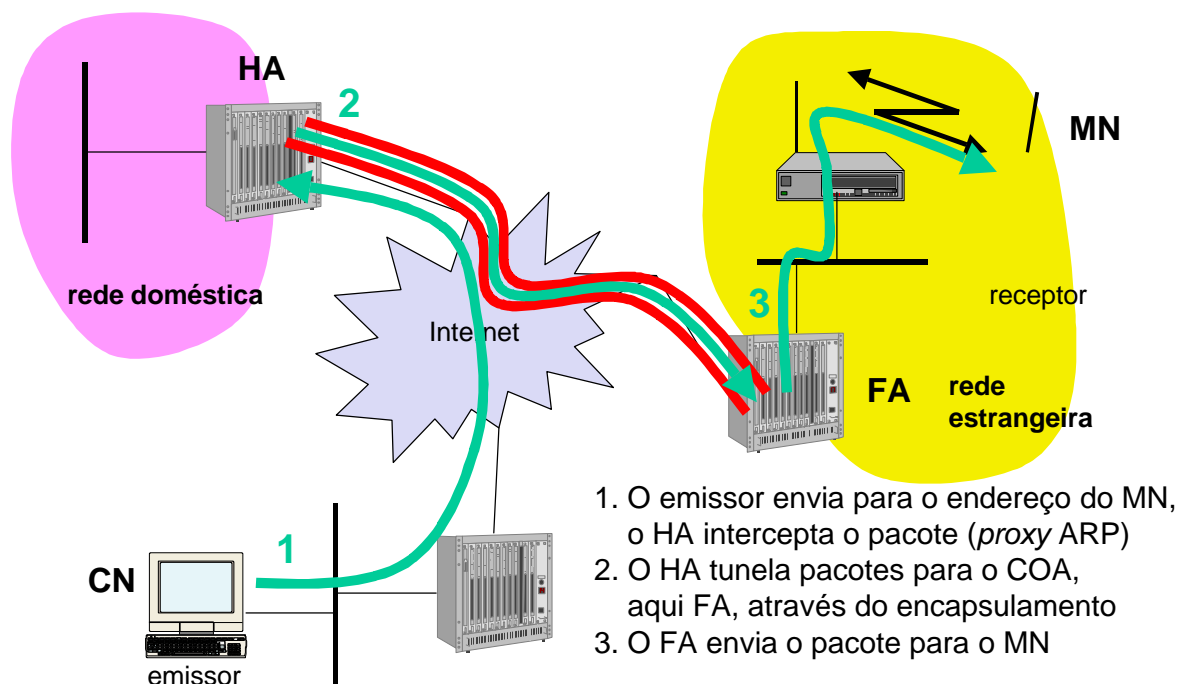 HA
2
MN
rede doméstica
Internet
3
receptor
FA
rede
estrangeira
1
CN
emissor
1. O emissor envia para o endereço do MN,
o HA intercepta o pacote (proxy ARP)
2. O HA tunela pacotes para o COA,
aqui FA, através do encapsulamento
3. O FA envia o pacote para o MN